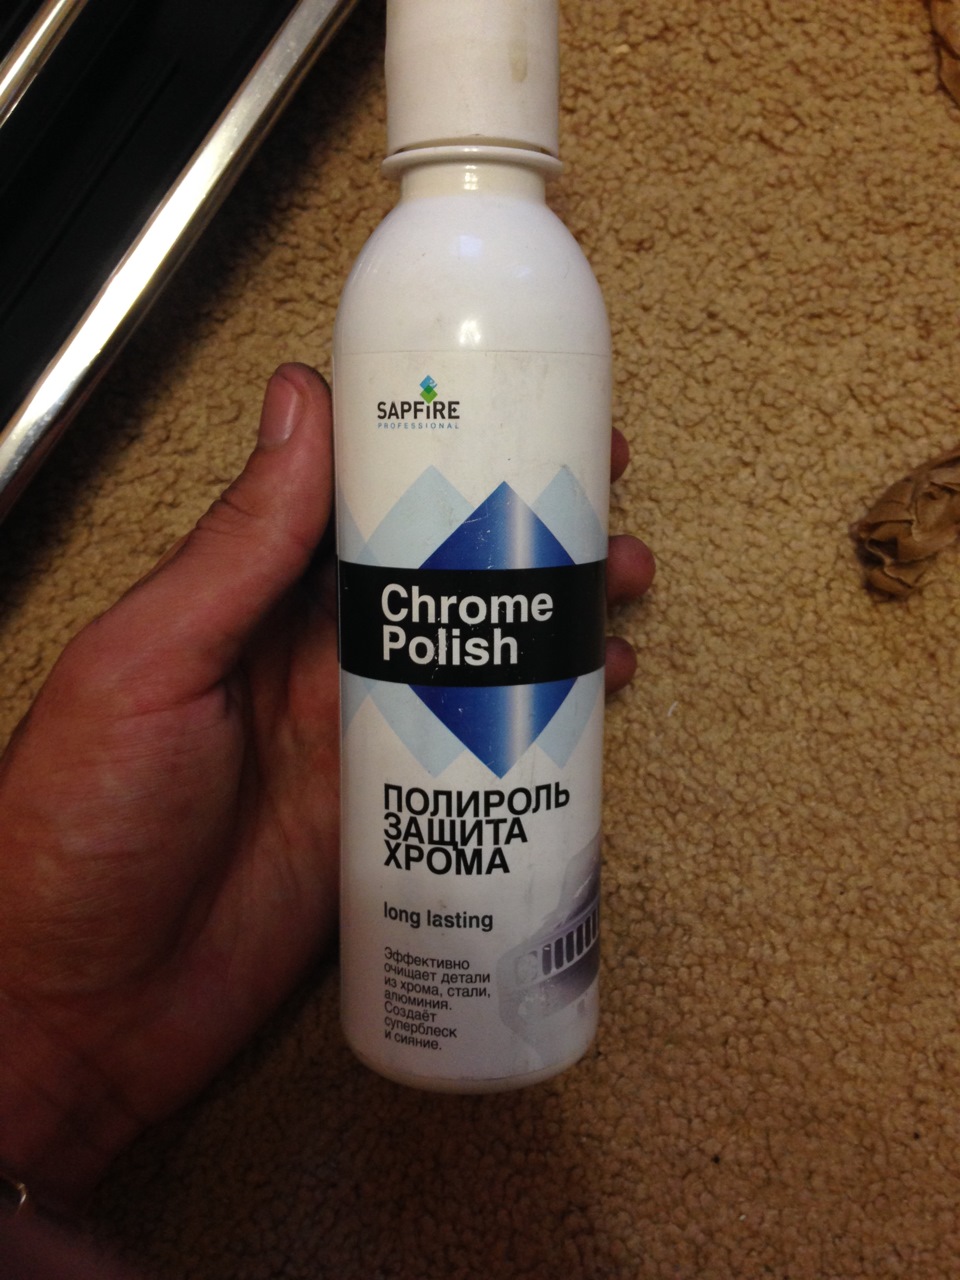 SAPFIRE
PROFESSIONAL
Chrome
Polish
ПОЛИРОЛЬ
ЗАЩИТА
ХРОМА
long lasting
Эффективно
очищает детали
из хрома, стали,
алюминия.
Создаёт
суперблеск
и сияние.